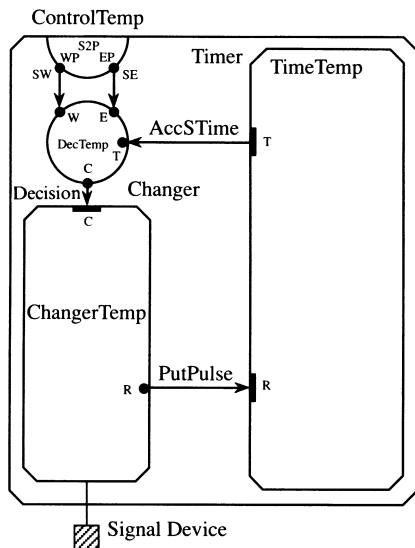 ControlTemp
S2P
WP EP
SW SE
Timer
TimeTemp
W E
DecTemp
T
AccSTime
T
C
Decision
Changer
C
ChangerTemp
PutPulse
R
R
Signal Device